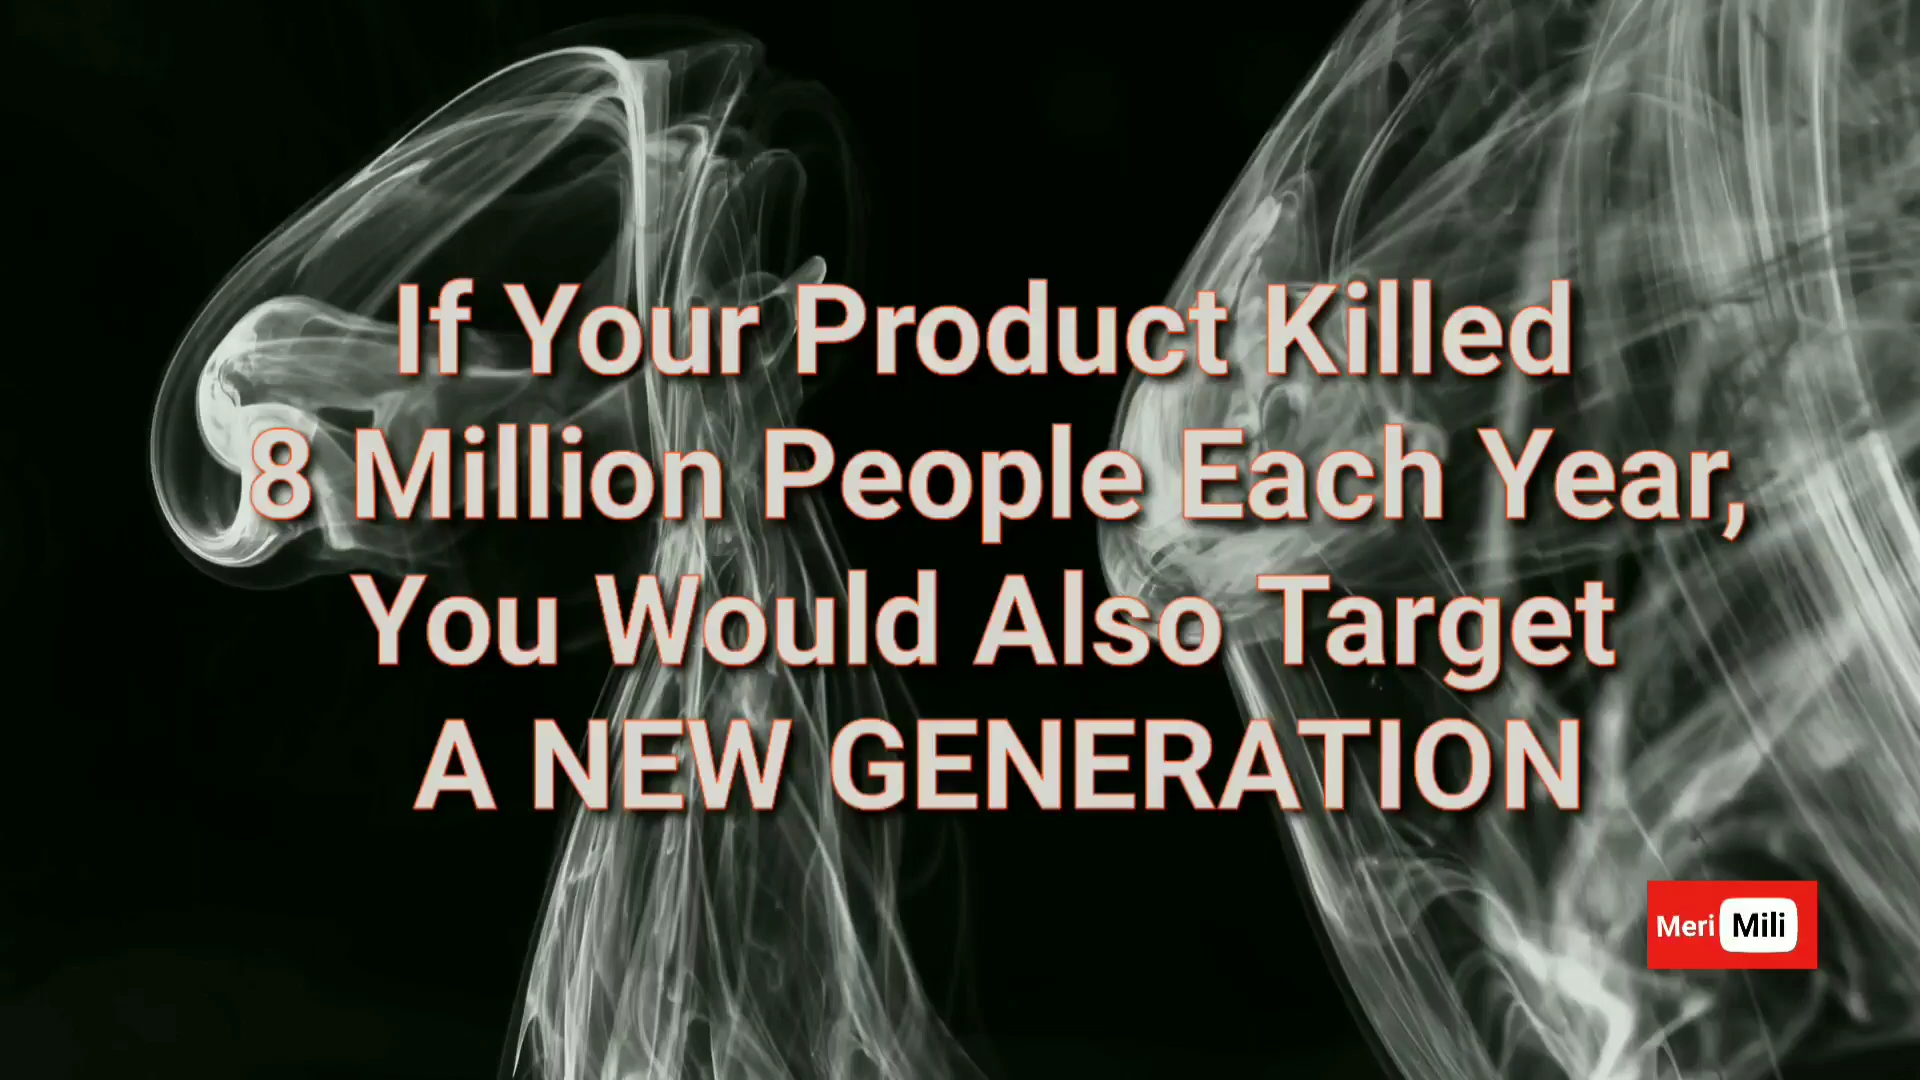 If Your Product Killed
8 Million People Each Year,
You Would Also Target
A NEW GENERATION
Meri Mili